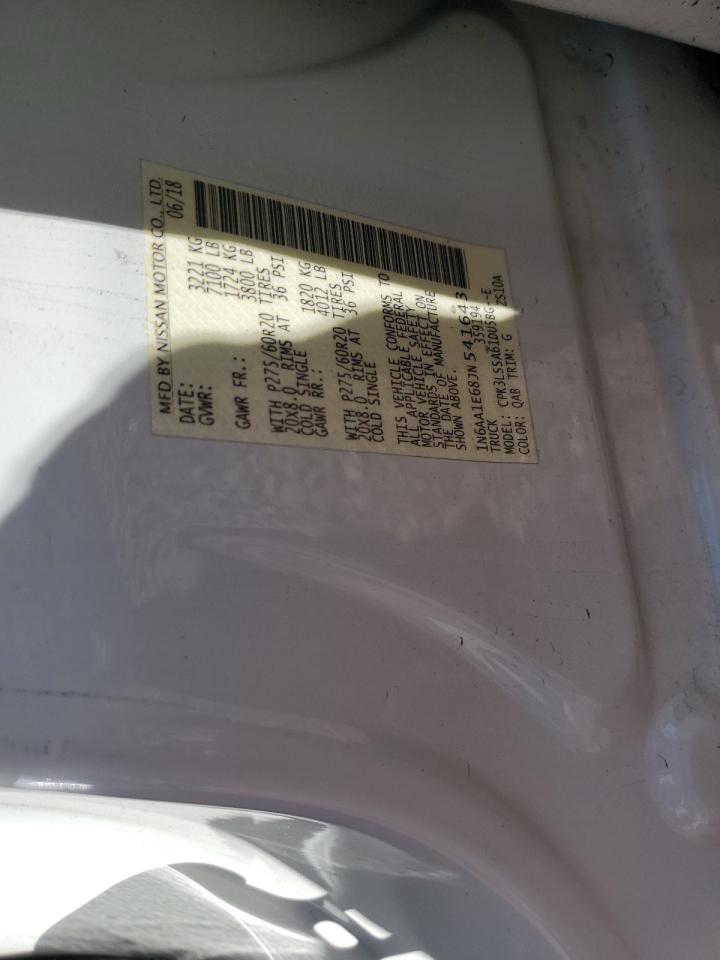 MFD BY NISSAN MOTOR CO., LTD.
DATE: 06/18
GVWR: 3221 KG
7100 LB
GAWR FR.: 1724 KG
3800 LB
WITH P275/60R20 TIRES
20X8.0 RIMS AT 36 PSI
COLD SINGLE
GAWR RR.: 1820 KG
4012 LB
WITH P275/60R20 TIRES
20X8.0 RIMS AT 36 PSI
COLD SINGLE
THIS VEHICLE CONFORMS TO
ALL APPLICABLE FEDERAL
MOTOR VEHICLE SAFETY
STANDARDS IN EFFECT ON
THE DATE OF MANUFACTURE
SHOWN ABOVE.
1N6AA1E68JN541643
TRUCK 359194
MODEL: CPK3LSSA61DU5BG--E
COLOR: QAB TRIM: G 2S10A